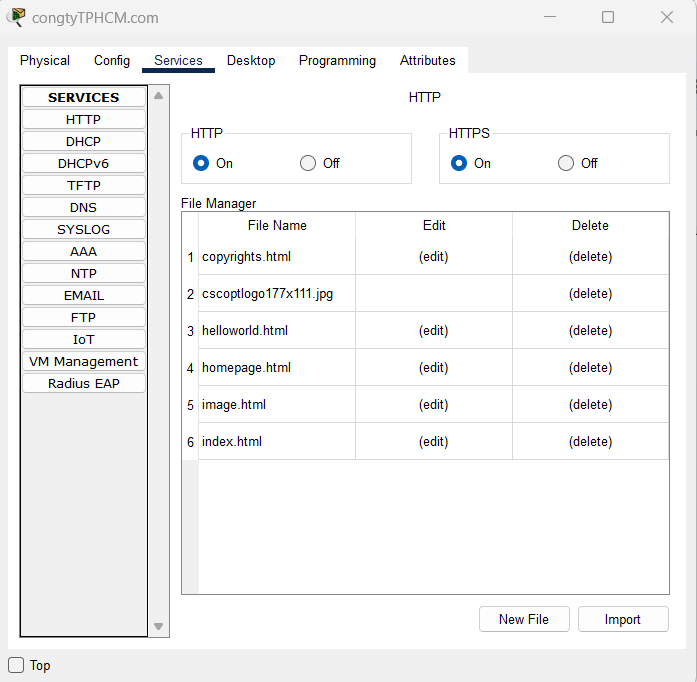 congtyTPHCM.com
Physical Config Services Desktop Programming Attributes
SERVICES
HTTP
DHCP
DHCPv6
TFTP
DNS
SYSLOG
AAA
NTP
EMAIL
FTP
IoT
VM Management
Radius EAP
HTTP
HTTP
On Off
HTTPS
On Off
File Manager
File Name Edit Delete
1 copyrights.html (edit) (delete)
2 cscoptlogo177x111.jpg (delete)
3 helloworld.html (edit) (delete)
4 homepage.html (edit) (delete)
5 image.html (edit) (delete)
6 index.html (edit) (delete)
New File Import
Top